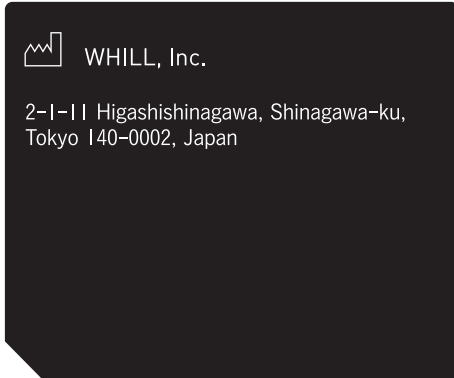 WHILL, Inc.
2-1-11 Higashishinagawa, Shinagawa-ku,
Tokyo 140-0002, Japan